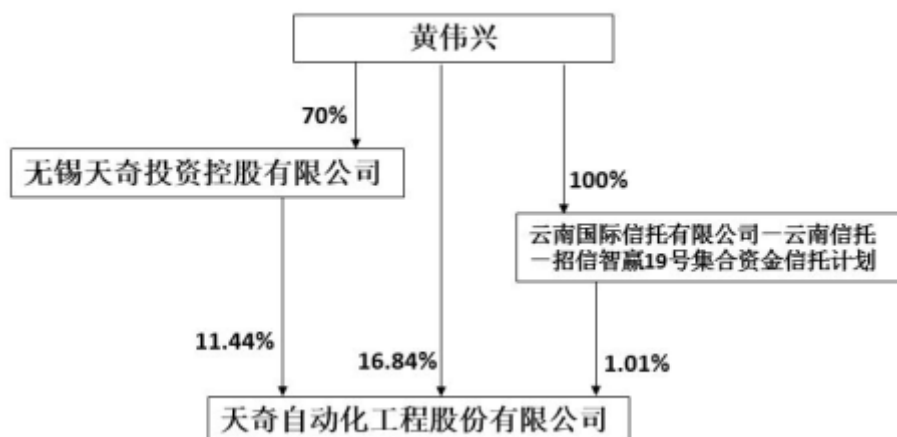 黄伟兴
70%
无锡天奇投资控股有限公司
100%
云南国际信托有限公司－云南信托
－招信智赢19号集合资金信托计划
11.44%
16.84%
1.01%
天奇自动化工程股份有限公司